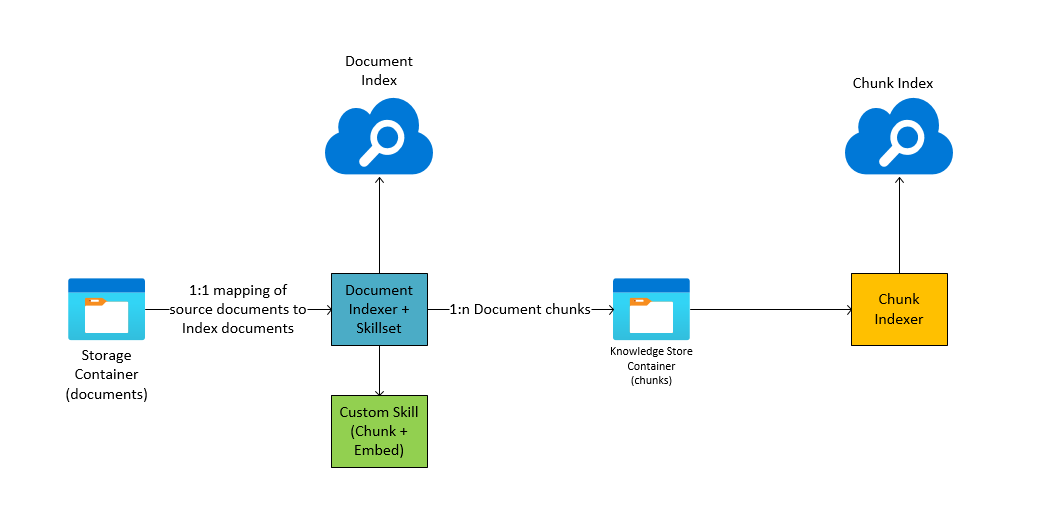 Document
Index
Chunk Index
1:1 mapping of
source documents to
Index documents
Document
Indexer +
Skillset
1:n Document chunks
Chunk
Indexer
Storage
Container
(documents)
Knowledge Store
Container
(chunks)
Custom Skill
(Chunk +
Embed)